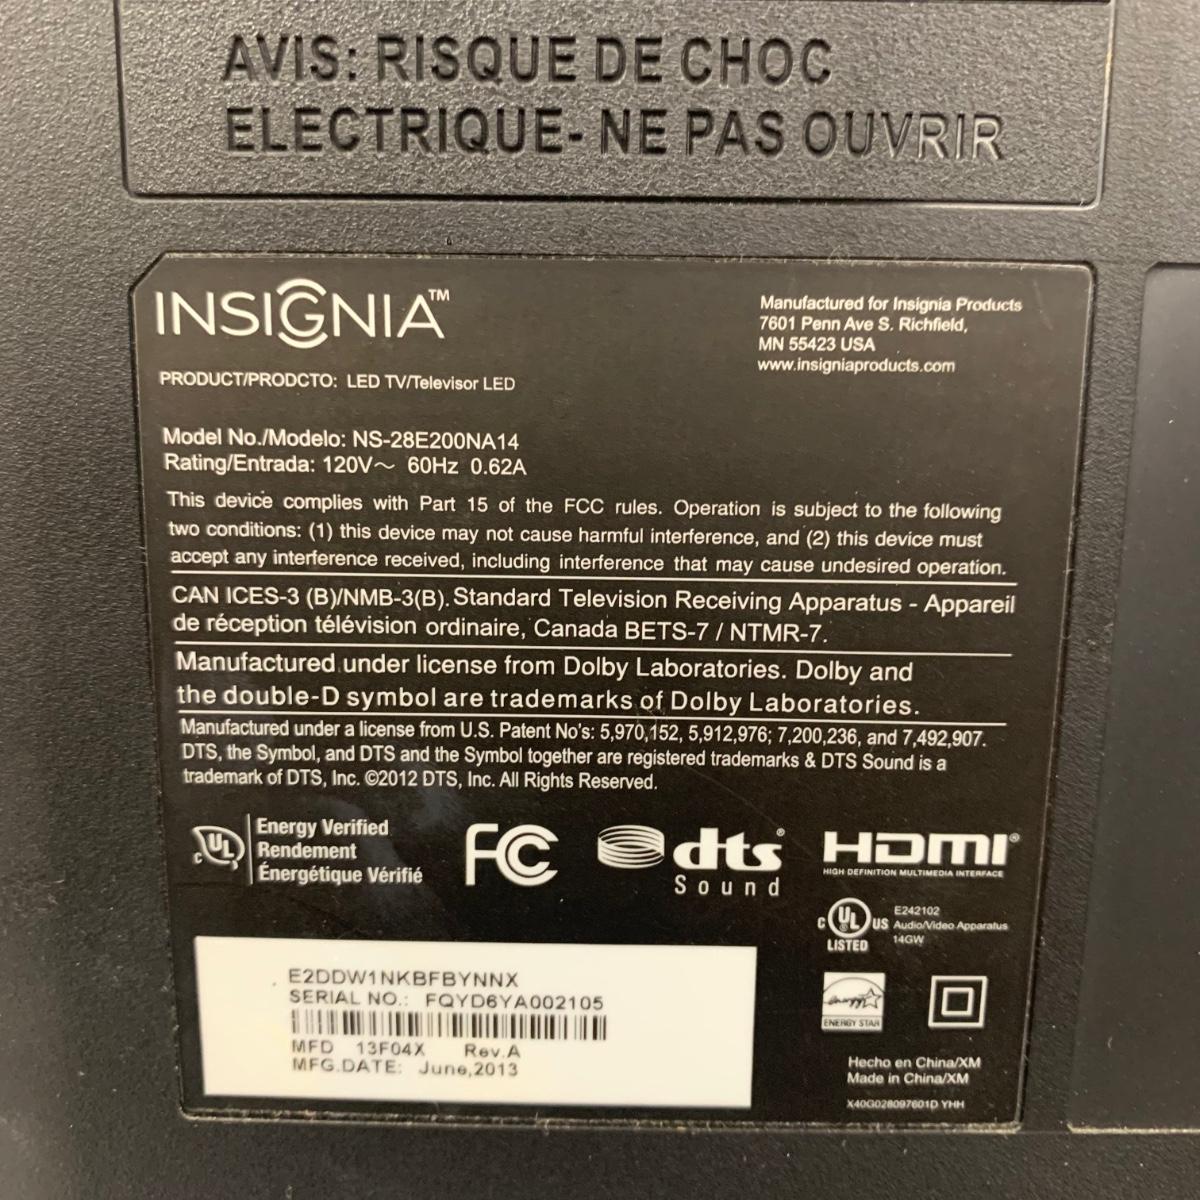 AVIS: RISQUE DE CHOC
ELECTRIQUE- NE PAS OUVRIR
INSIGNIA™
Manufactured for Insignia Products
7601 Penn Ave S. Richfield,
MN 55423 USA
www.insigniaproducts.com
PRODUCT/PRODCTO: LED TV/Televisor LED
Model No./Modelo: NS-28E200NA14
Rating/Entrada: 120V～ 60Hz 0.62A
This device complies with Part 15 of the FCC rules. Operation is subject to the following
two conditions: (1) this device may not cause harmful interference, and (2) this device must
accept any interference received, including interference that may cause undesired operation.
CAN ICES-3 (B)/NMB-3(B). Standard Television Receiving Apparatus - Appareil
de réception télévision ordinaire, Canada BETS-7 / NTMR-7.
Manufactured under license from Dolby Laboratories. Dolby and
the double-D symbol are trademarks of Dolby Laboratories.
Manufactured under a license from U.S. Patent No's: 5,970,152, 5,912,976; 7,200,236, and 7,492,907.
DTS, the Symbol, and DTS and the Symbol together are registered trademarks & DTS Sound is a
trademark of DTS, Inc. ©2012 DTS, Inc. All Rights Reserved.
C UL
Energy Verified
Rendement
Énergétique Vérifié
FC
dts®
Sound
HDMI®
HIGH DEFINITION MULTIMEDIA INTERFACE
C UL® US
LISTED
E242102
Audio/Video Apparatus
14GW
energy
ENERGY STAR
E2DDW1NKBFBYNNX
SERIAL NO.: FQYD6YA002105
MFD 13F04X Rev.A
MFG.DATE: June,2013
Hecho en China/XM
Made in China/XM
X40G028097601D YHH